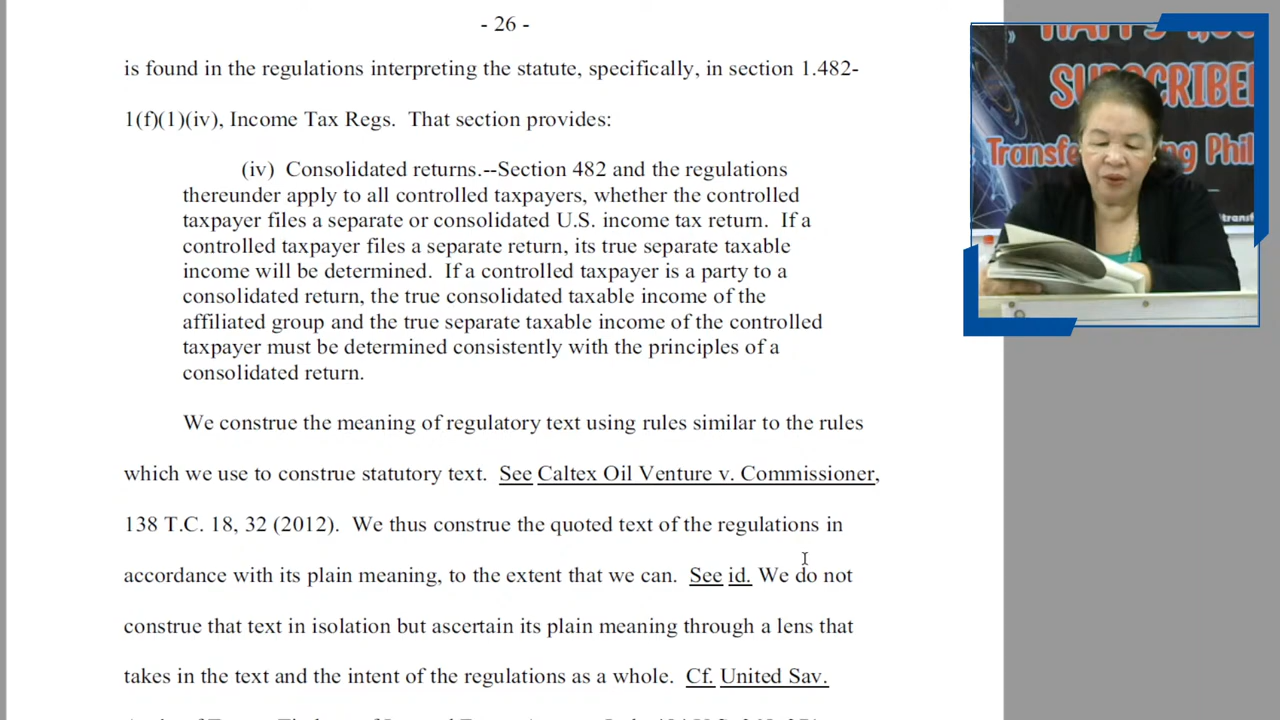 - 26 -
is found in the regulations interpreting the statute, specifically, in section 1.482-
1(f)(1)(iv), Income Tax Regs. That section provides:
(iv) Consolidated returns.--Section 482 and the regulations
thereunder apply to all controlled taxpayers, whether the controlled
taxpayer files a separate or consolidated U.S. income tax return. If a
controlled taxpayer files a separate return, its true separate taxable
income will be determined. If a controlled taxpayer is a party to a
consolidated return, the true consolidated taxable income of the
affiliated group and the true separate taxable income of the controlled
taxpayer must be determined consistently with the principles of a
consolidated return.
We construe the meaning of regulatory text using rules similar to the rules
which we use to construe statutory text. See Caltex Oil Venture v. Commissioner,
138 T.C. 18, 32 (2012). We thus construe the quoted text of the regulations in
accordance with its plain meaning, to the extent that we can. See id. We do not
construe that text in isolation but ascertain its plain meaning through a lens that
takes in the text and the intent of the regulations as a whole. Cf. United Sav.
HAPPY
SUBSCRIBE
Transfe ng Phil
transf